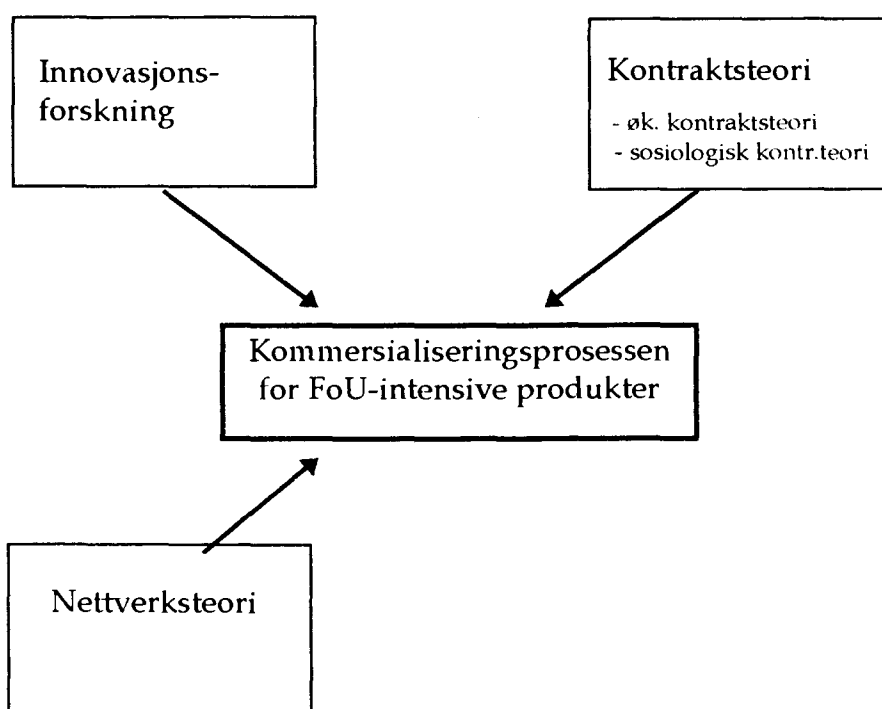 Innovasjons-
forskning
Kontraktsteori
- øk. kontraktsteori
- sosiologisk kontr.teori
Kommersialiseringsprosessen
for FoU-intensive produkter
Nettverksteori